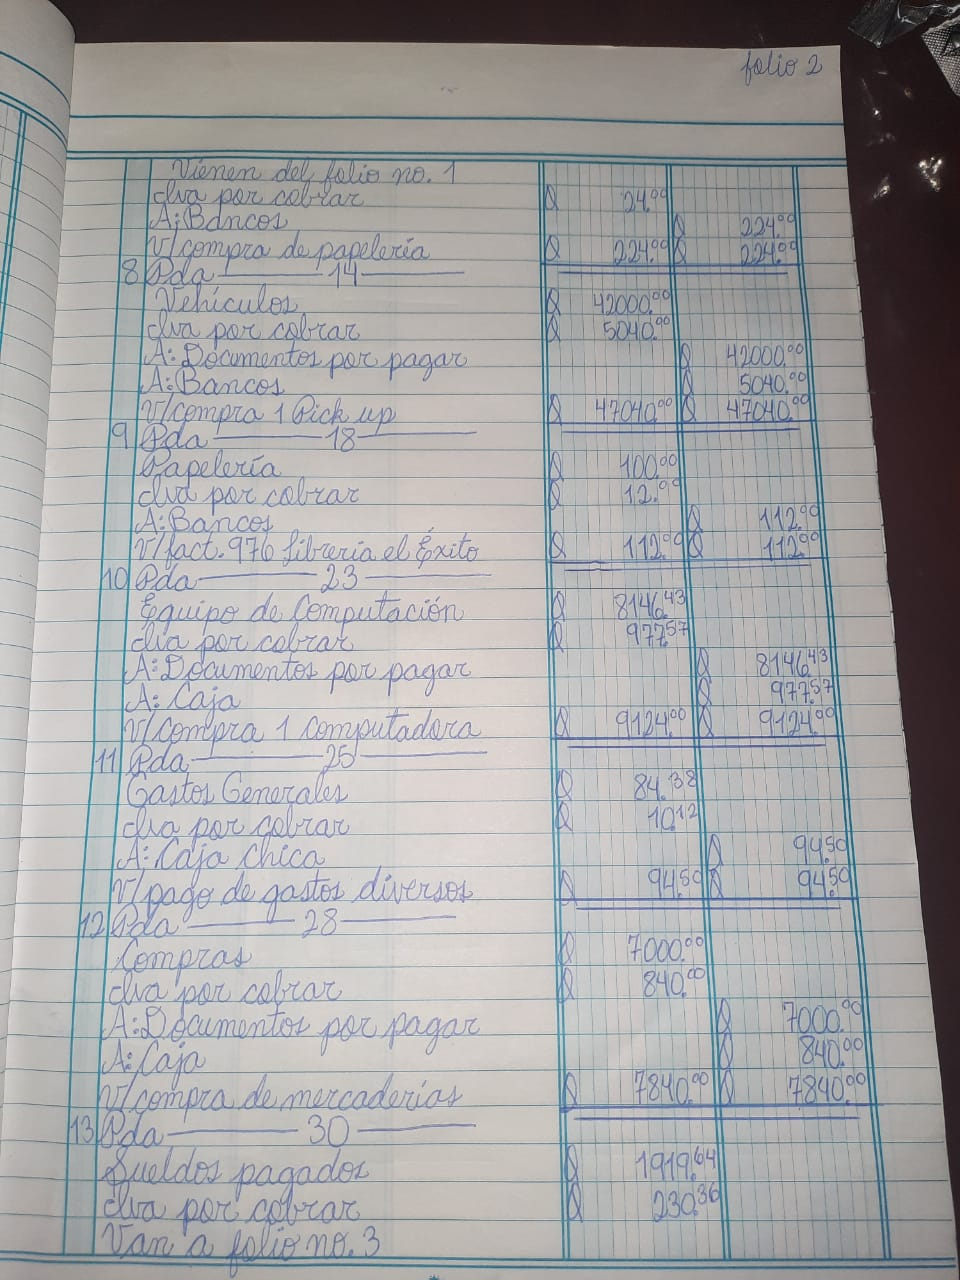 folio 2
Vienen del folio no. 1
Iva por cobrar Q 24.00
A: Bancos Q 224.00
V/compra de papelería Q 224.00 Q 224.00
8 Pda 14
Vehículos Q 42000.00
Iva por cobrar Q 5040.00
A: Documentos por pagar Q 42000.00
A: Bancos Q 5040.00
V/compra 1 Pick up Q 47040.00 Q 47040.00
9 Pda 18
Papelería Q 100.00
Iva por cobrar Q 12.00
A: Bancos Q 112.00
V/fact. 976 libreria el Éxito Q 112.00 Q 112.00
10 Pda 23
Equipo de Computación Q 8146.43
Iva por cobrar Q 977.57
A: Documentos por pagar Q 8146.43
A: Caja Q 977.57
V/compra 1 Computadora Q 9124.00 Q 9124.00
11 Pda 25
Gastos Generales Q 84.38
Iva por cobrar Q 10.12
A: Caja chica Q 94.50
V/pago de gastos diversos Q 94.50 Q 94.50
12 Pda 28
Compras Q 7000.00
Iva por cobrar Q 840.00
A: Documentos por pagar Q 7000.00
A: Caja Q 840.00
V/compra de mercaderías Q 7840.00 Q 7840.00
13 Pda 30
Sueldos pagados Q 1919.64
Iva por cobrar Q 230.36
Van a folio no. 3